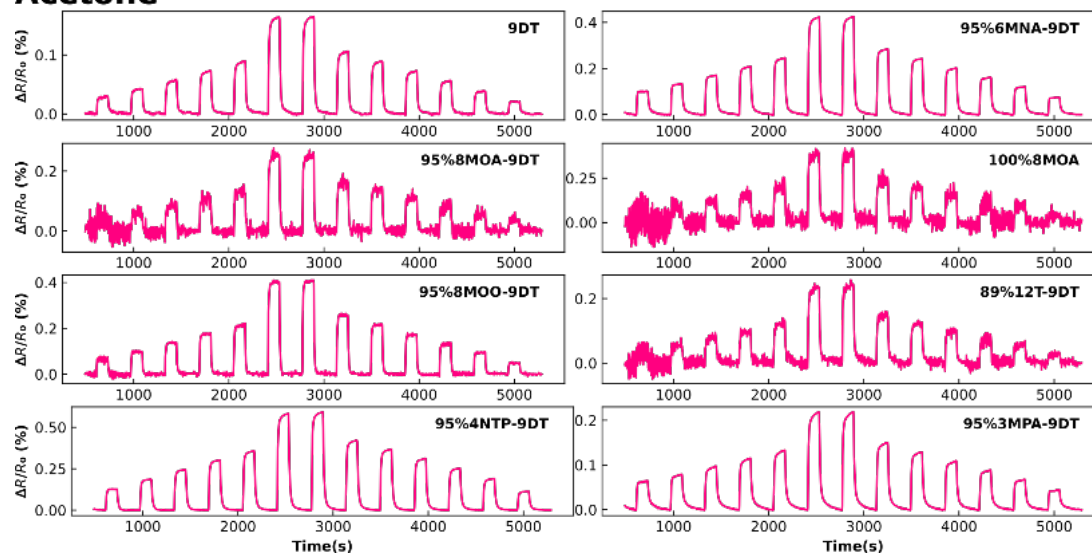 Acetone
9DT
ΔR/R₀ (%)
0.1
0.0
1000 2000 3000 4000 5000
95%6MNA-9DT
0.4
0.2
0.0
1000 2000 3000 4000 5000
95%8MOA-9DT
ΔR/R₀ (%)
0.2
0.0
1000 2000 3000 4000 5000
100%8MOA
0.25
0.00
1000 2000 3000 4000 5000
95%8MOO-9DT
ΔR/R₀ (%)
0.4
0.2
0.0
1000 2000 3000 4000 5000
89%12T-9DT
0.2
0.0
1000 2000 3000 4000 5000
95%4NTP-9DT
ΔR/R₀ (%)
0.50
0.25
0.00
1000 2000 3000 4000 5000
Time(s)
95%3MPA-9DT
0.2
0.1
0.0
1000 2000 3000 4000 5000
Time(s)